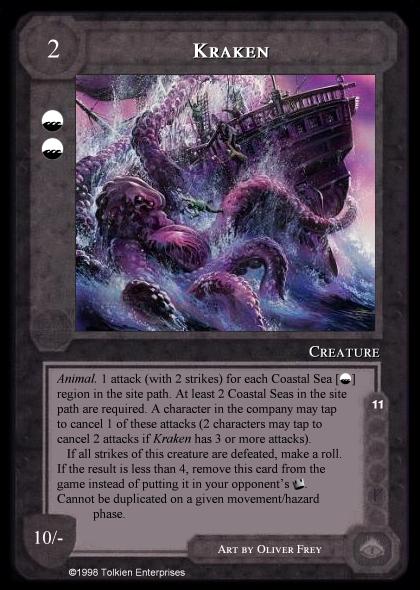 2
KRAKEN
CREATURE
Animal. 1 attack (with 2 strikes) for each Coastal Sea [ ]
region in the site path. At least 2 Coastal Seas in the site
path are required. A character in the company may tap
to cancel 1 of these attacks (2 characters may tap to
cancel 2 attacks if Kraken has 3 or more attacks).
If all strikes of this creature are defeated, make a roll.
If the result is less than 4, remove this card from the
game instead of putting it in your opponent's
Cannot be duplicated on a given movement/hazard
phase.
11
10/-
ART BY OLIVER FREY
©1998 Tolkien Enterprises